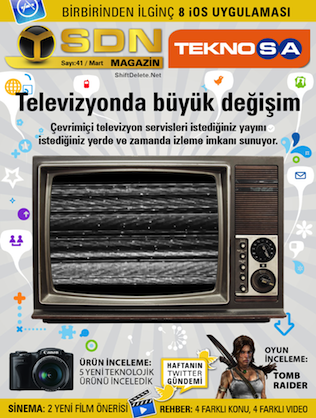 BİRBİRİNDEN İLGİNÇ 8 iOS UYGULAMASI
SDN
MAGAZİN
Sayı:41 / Mart
ShiftDelete.Net
TEKNOSA
Televizyonda büyük değişim
Çevrimiçi televizyon servisleri istediğiniz yayını
istediğiniz yerde ve zamanda izleme imkanı sunuyor.
ÜRÜN İNCELEME:
5 YENİ TEKNOLOJİK
ÜRÜNÜ İNCELEDİK
HAFTANIN
TWITTER
GÜNDEMİ
OYUN
İNCELEME:
TOMB
RAIDER
SİNEMA: 2 YENİ FİLM ÖNERİSİ
REHBER: 4 FARKLI KONU, 4 FARKLI VIDEO